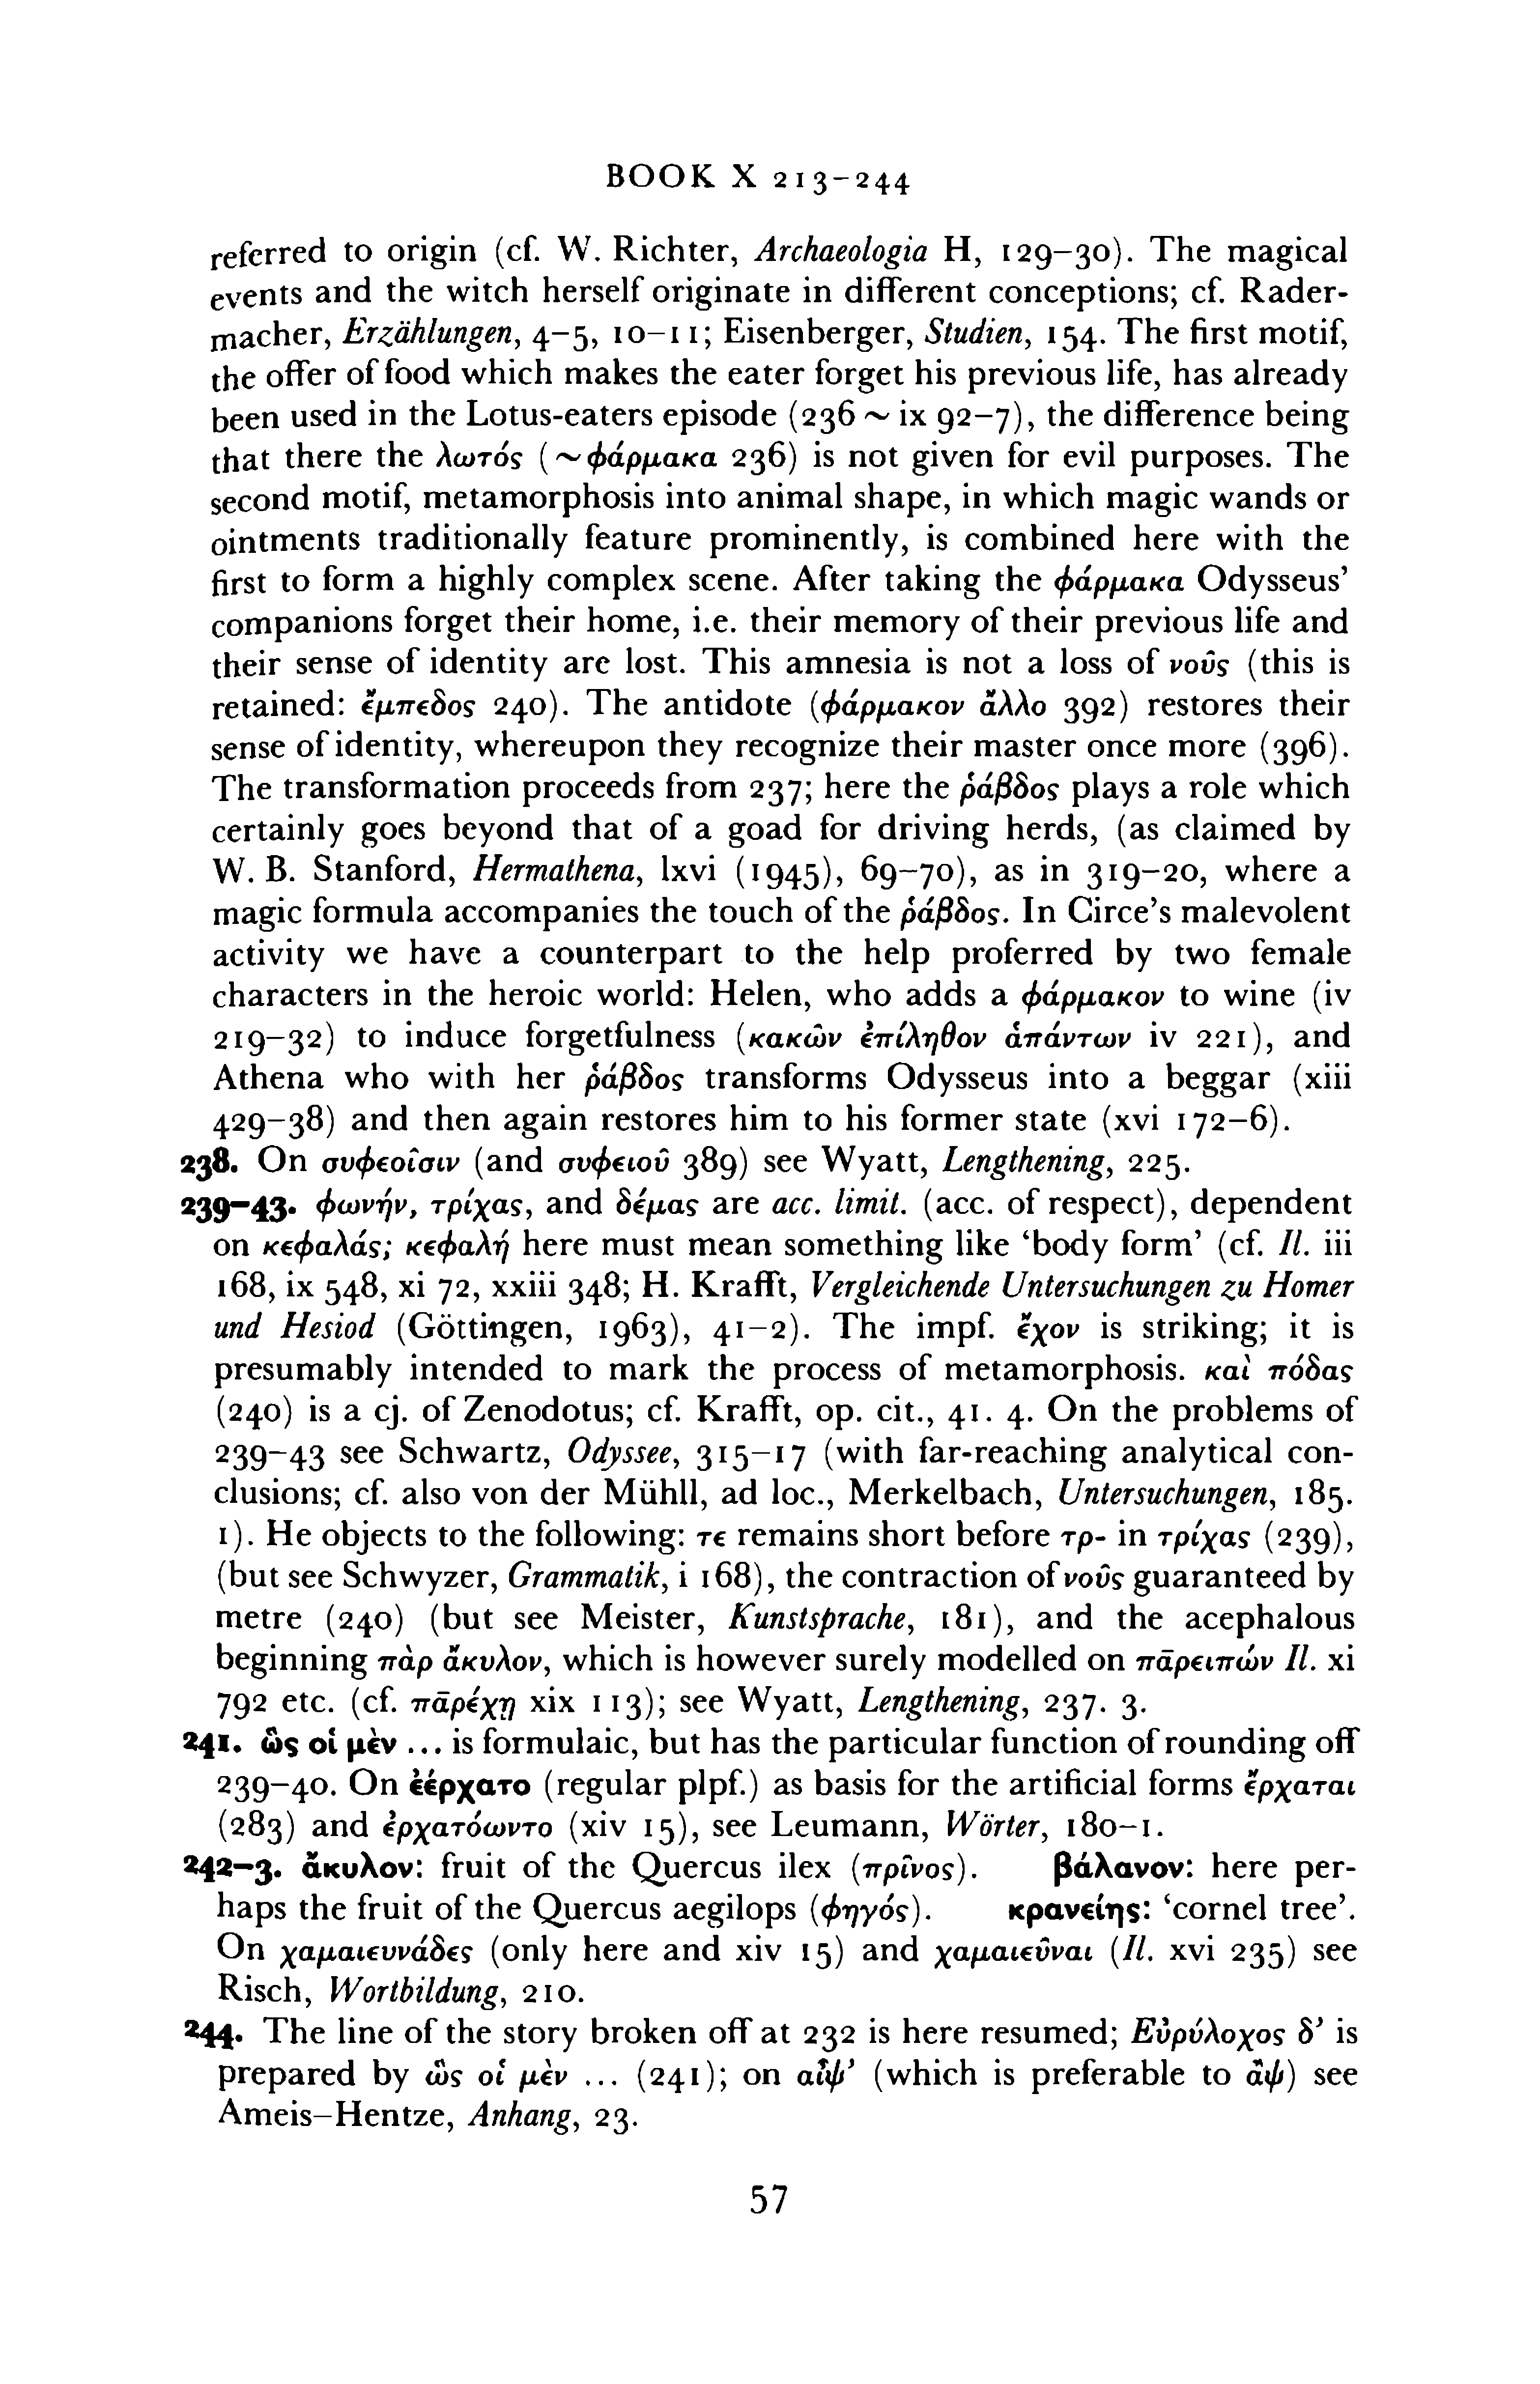 BOOK X 213–244
referred to origin (cf. W. Richter, Archaeologia H, 129–30). The magical
events and the witch herself originate in different conceptions; cf. Rader-
macher, Erzählungen, 4–5, 10–11; Eisenberger, Studien, 154. The first motif,
the offer of food which makes the eater forget his previous life, has already
been used in the Lotus-eaters episode (236 ~ ix 92–7), the difference being
that there the λωτός (~φάρμακα 236) is not given for evil purposes. The
second motif, metamorphosis into animal shape, in which magic wands or
ointments traditionally feature prominently, is combined here with the
first to form a highly complex scene. After taking the φάρμακα Odysseus’
companions forget their home, i.e. their memory of their previous life and
their sense of identity are lost. This amnesia is not a loss of νοῦς (this is
retained: ἔμπεδος 240). The antidote (φάρμακον ἄλλο 392) restores their
sense of identity, whereupon they recognize their master once more (396).
The transformation proceeds from 237; here the ῥάβδος plays a role which
certainly goes beyond that of a goad for driving herds, (as claimed by
W. B. Stanford, Hermathena, lxvi (1945), 69–70), as in 319–20, where a
magic formula accompanies the touch of the ῥάβδος. In Circe’s malevolent
activity we have a counterpart to the help proferred by two female
characters in the heroic world: Helen, who adds a φάρμακον to wine (iv
219–32) to induce forgetfulness (κακῶν ἐπίληθον ἁπάντων iv 221), and
Athena who with her ῥάβδος transforms Odysseus into a beggar (xiii
429–38) and then again restores him to his former state (xvi 172–6).
238. On συφεοῖσιν (and συφειοῦ 389) see Wyatt, Lengthening, 225.
239–43. φωνήν, τρίχας, and δέμας are acc. limit. (acc. of respect), dependent
on κεφαλάς; κεφαλή here must mean something like ‘body form’ (cf. Il. iii
168, ix 548, xi 72, xxiii 348; H. Krafft, Vergleichende Untersuchungen zu Homer
und Hesiod (Göttingen, 1963), 41–2). The impf. ἔχον is striking; it is
presumably intended to mark the process of metamorphosis. καὶ πόδας
(240) is a cj. of Zenodotus; cf. Krafft, op. cit., 41. 4. On the problems of
239–43 see Schwartz, Odyssee, 315–17 (with far-reaching analytical con-
clusions; cf. also von der Mühll, ad loc., Merkelbach, Untersuchungen, 185.
1). He objects to the following: τε remains short before τρ- in τρίχας (239),
(but see Schwyzer, Grammatik, i 168), the contraction of νοῦς guaranteed by
metre (240) (but see Meister, Kunstsprache, 181), and the acephalous
beginning πὰρ ἄκυλον, which is however surely modelled on πᾱρειπών Il. xi
792 etc. (cf. πᾱρέχῃ xix 113); see Wyatt, Lengthening, 237. 3.
241. ὣς οἱ μὲν ... is formulaic, but has the particular function of rounding off
239–40. On ἐέρχατο (regular plpf.) as basis for the artificial forms ἔρχαται
(283) and ἐρχατόωντο (xiv 15), see Leumann, Wörter, 180–1.
242–3. ἄκυλον: fruit of the Quercus ilex (πρῖνος). βάλανον: here per-
haps the fruit of the Quercus aegilops (φηγός). κρανείης: ‘cornel tree’.
On χαμαιευνάδες (only here and xiv 15) and χαμαιεῦναι (Il. xvi 235) see
Risch, Wortbildung, 210.
244. The line of the story broken off at 232 is here resumed; Εὐρύλοχος δ’ is
prepared by ὣς οἱ μὲν ... (241); on αἶψ’ (which is preferable to ἄψ) see
Ameis–Hentze, Anhang, 23.
57